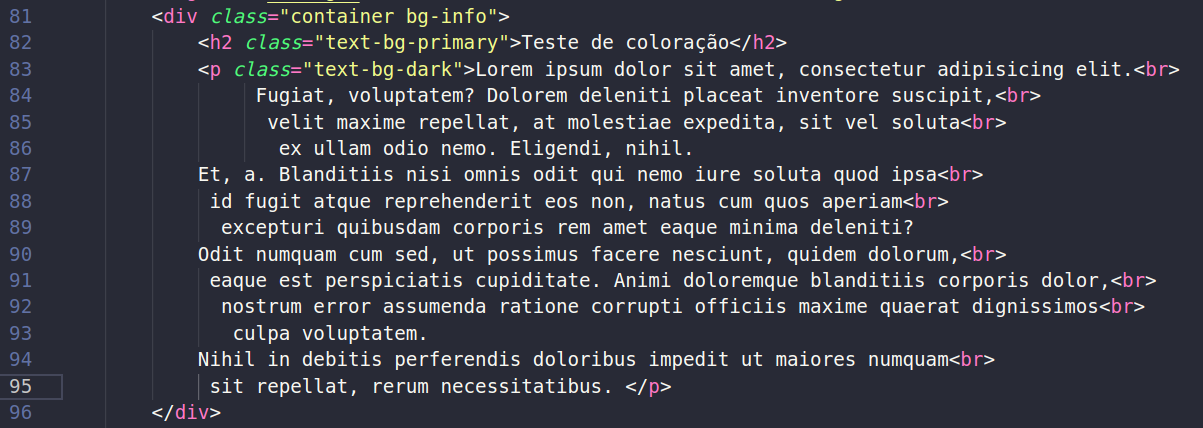 81 <div class="container bg-info">
82 <h2 class="text-bg-primary">Teste de coloração</h2>
83 <p class="text-bg-dark">Lorem ipsum dolor sit amet, consectetur adipisicing elit.<br>
84 Fugiat, voluptatem? Dolorem deleniti placeat inventore suscipit,<br>
85 velit maxime repellat, at molestiae expedita, sit vel soluta<br>
86 ex ullam odio nemo. Eligendi, nihil.
87 Et, a. Blanditiis nisi omnis odit qui nemo iure soluta quod ipsa<br>
88 id fugit atque reprehenderit eos non, natus cum quos aperiam<br>
89 excepturi quibusdam corporis rem amet eaque minima deleniti?
90 Odit numquam cum sed, ut possimus facere nesciunt, quidem dolorum,<br>
91 eaque est perspiciatis cupiditate. Animi doloremque blanditiis corporis dolor,<br>
92 nostrum error assumenda ratione corrupti officiis maxime quaerat dignissimos<br>
93 culpa voluptatem.
94 Nihil in debitis perferendis doloribus impedit ut maiores numquam<br>
95 sit repellat, rerum necessitatibus. </p>
96 </div>